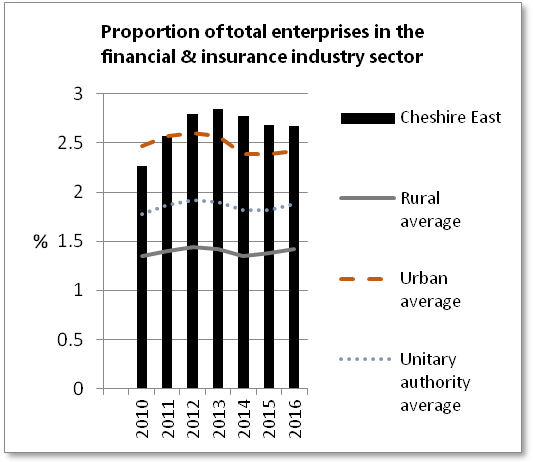 Proportion of total enterprises in the
financial & insurance industry sector
3
2.5
2
1.5
1
0.5
0
%
2010
2011
2012
2013
2014
2015
2016
Cheshire East
Rural
average
Urban
average
Unitary
authority
average